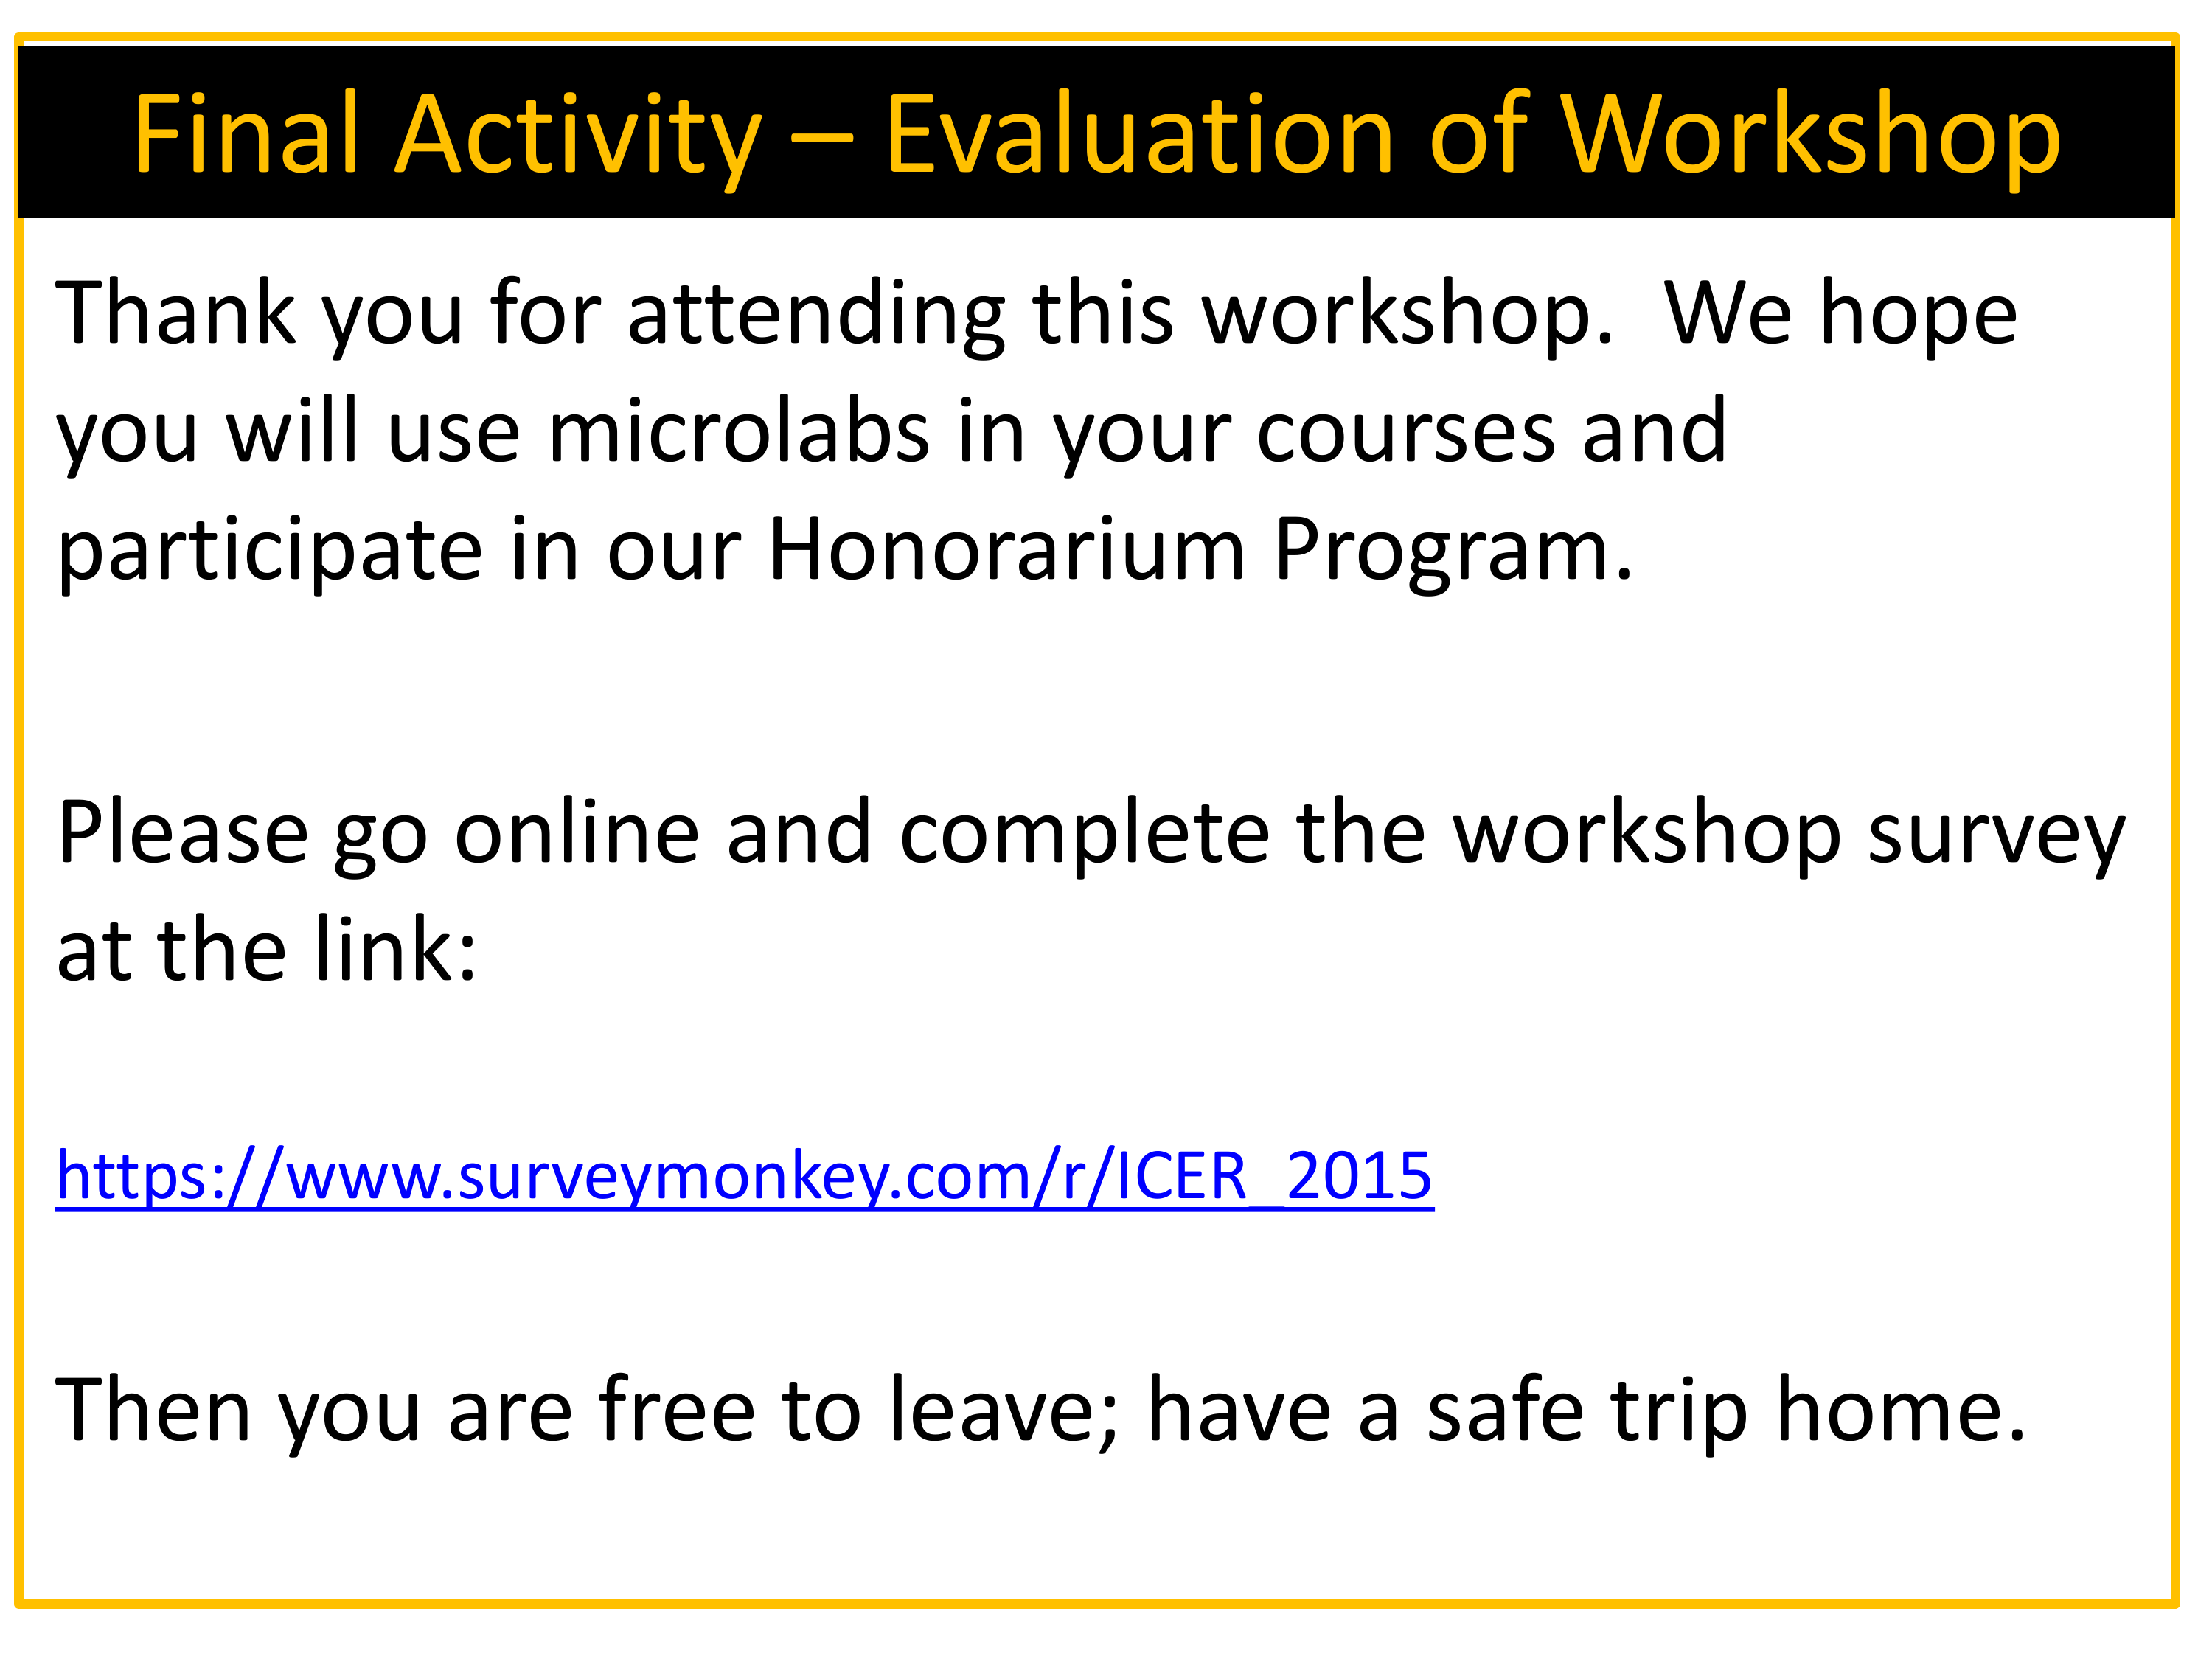 Final Activity – Evaluation of Workshop
Thank you for attending this workshop.  We hope
you will use microlabs in your courses and
participate in our Honorarium Program.
Please go online and complete the workshop survey
at the link:
https://www.surveymonkey.com/r/ICER_2015
Then you are free to leave; have a safe trip home.